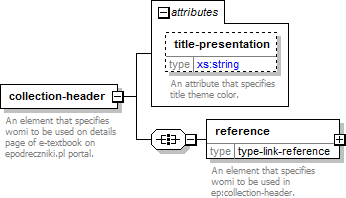 attributes
title-presentation
type xs:string
An attribute that specifies
title theme color.
collection-header
An element that specifies
womi to be used on details
page of e-textbook on
epodreczniki.pl portal.
reference
type type-link-reference
An element that specifies
womi to be used in
ep:collection-header.